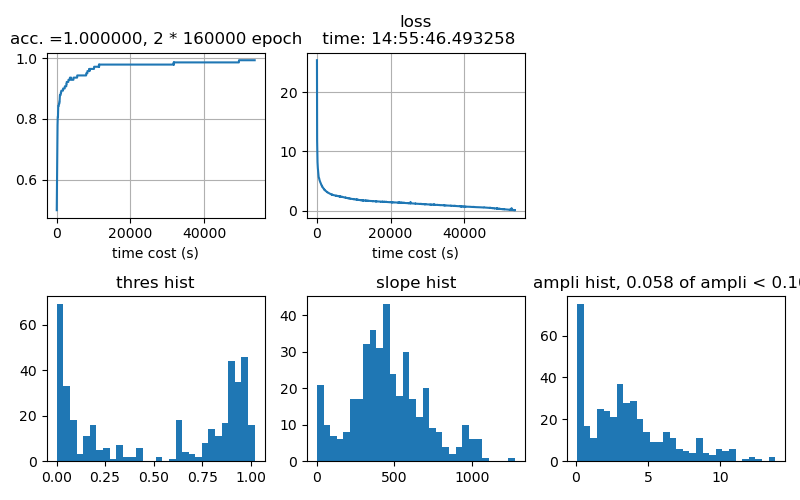 acc. =1.000000, 2 * 160000 epoch
1.0
0.8
0.6
0 20000 40000
time cost (s)
loss
time: 14:55:46.493258
20
10
0
0 20000 40000
time cost (s)
thres hist
60
40
20
0
0.00 0.25 0.50 0.75 1.00
slope hist
40
30
20
10
0
0 500 1000
ampli hist, 0.058 of ampli < 0.10
60
40
20
0
0 5 10